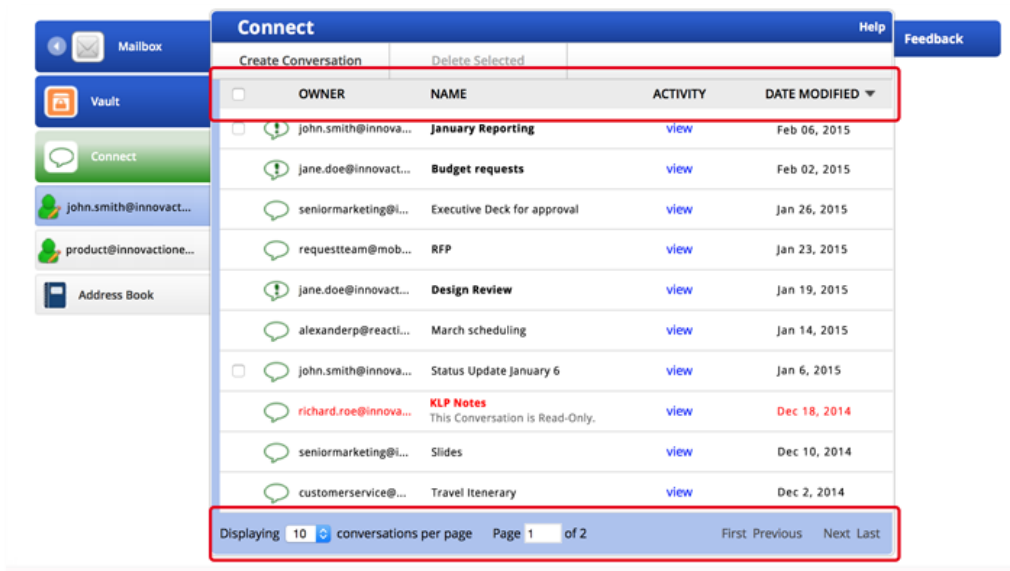 Mailbox
Vault
Connect
john.smith@innovact...
product@innovactione...
Address Book
Connect Help
Feedback
Create Conversation Delete Selected
OWNER NAME ACTIVITY DATE MODIFIED
john.smith@innova... January Reporting view Feb 06, 2015
jane.doe@innovact... Budget requests view Feb 02, 2015
seniormarketing@i... Executive Deck for approval view Jan 26, 2015
requestteam@mob... RFP view Jan 23, 2015
jane.doe@innovact... Design Review view Jan 19, 2015
alexanderp@reacti... March scheduling view Jan 14, 2015
john.smith@innova... Status Update January 6 view Jan 6, 2015
richard.roe@innova... KLP Notes view Dec 18, 2014
This Conversation is Read-Only.
seniormarketing@i... Slides view Dec 10, 2014
customerservice@... Travel Itenerary view Dec 2, 2014
Displaying 10 conversations per page Page 1 of 2 First Previous Next Last